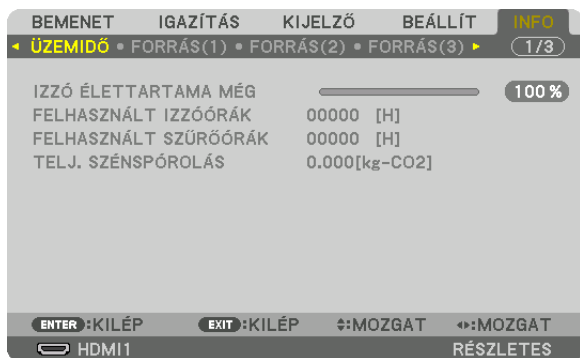 BEMENET IGAZÍTÁS KIJELZŐ BEÁLLÍT INFO
◄ ÜZEMIDŐ • FORRÁS(1) • FORRÁS(2) • FORRÁS(3) ► 1/3
IZZÓ ÉLETTARTAMA MÉG 100 %
FELHASZNÁLT IZZÓÓRÁK 00000 [H]
FELHASZNÁLT SZŰRŐÓRÁK 00000 [H]
TELJ. SZÉNSPÓROLÁS 0.000[kg-CO2]
ENTER :KILÉP EXIT :KILÉP :MOZGAT :MOZGAT
HDMI1 RÉSZLETES